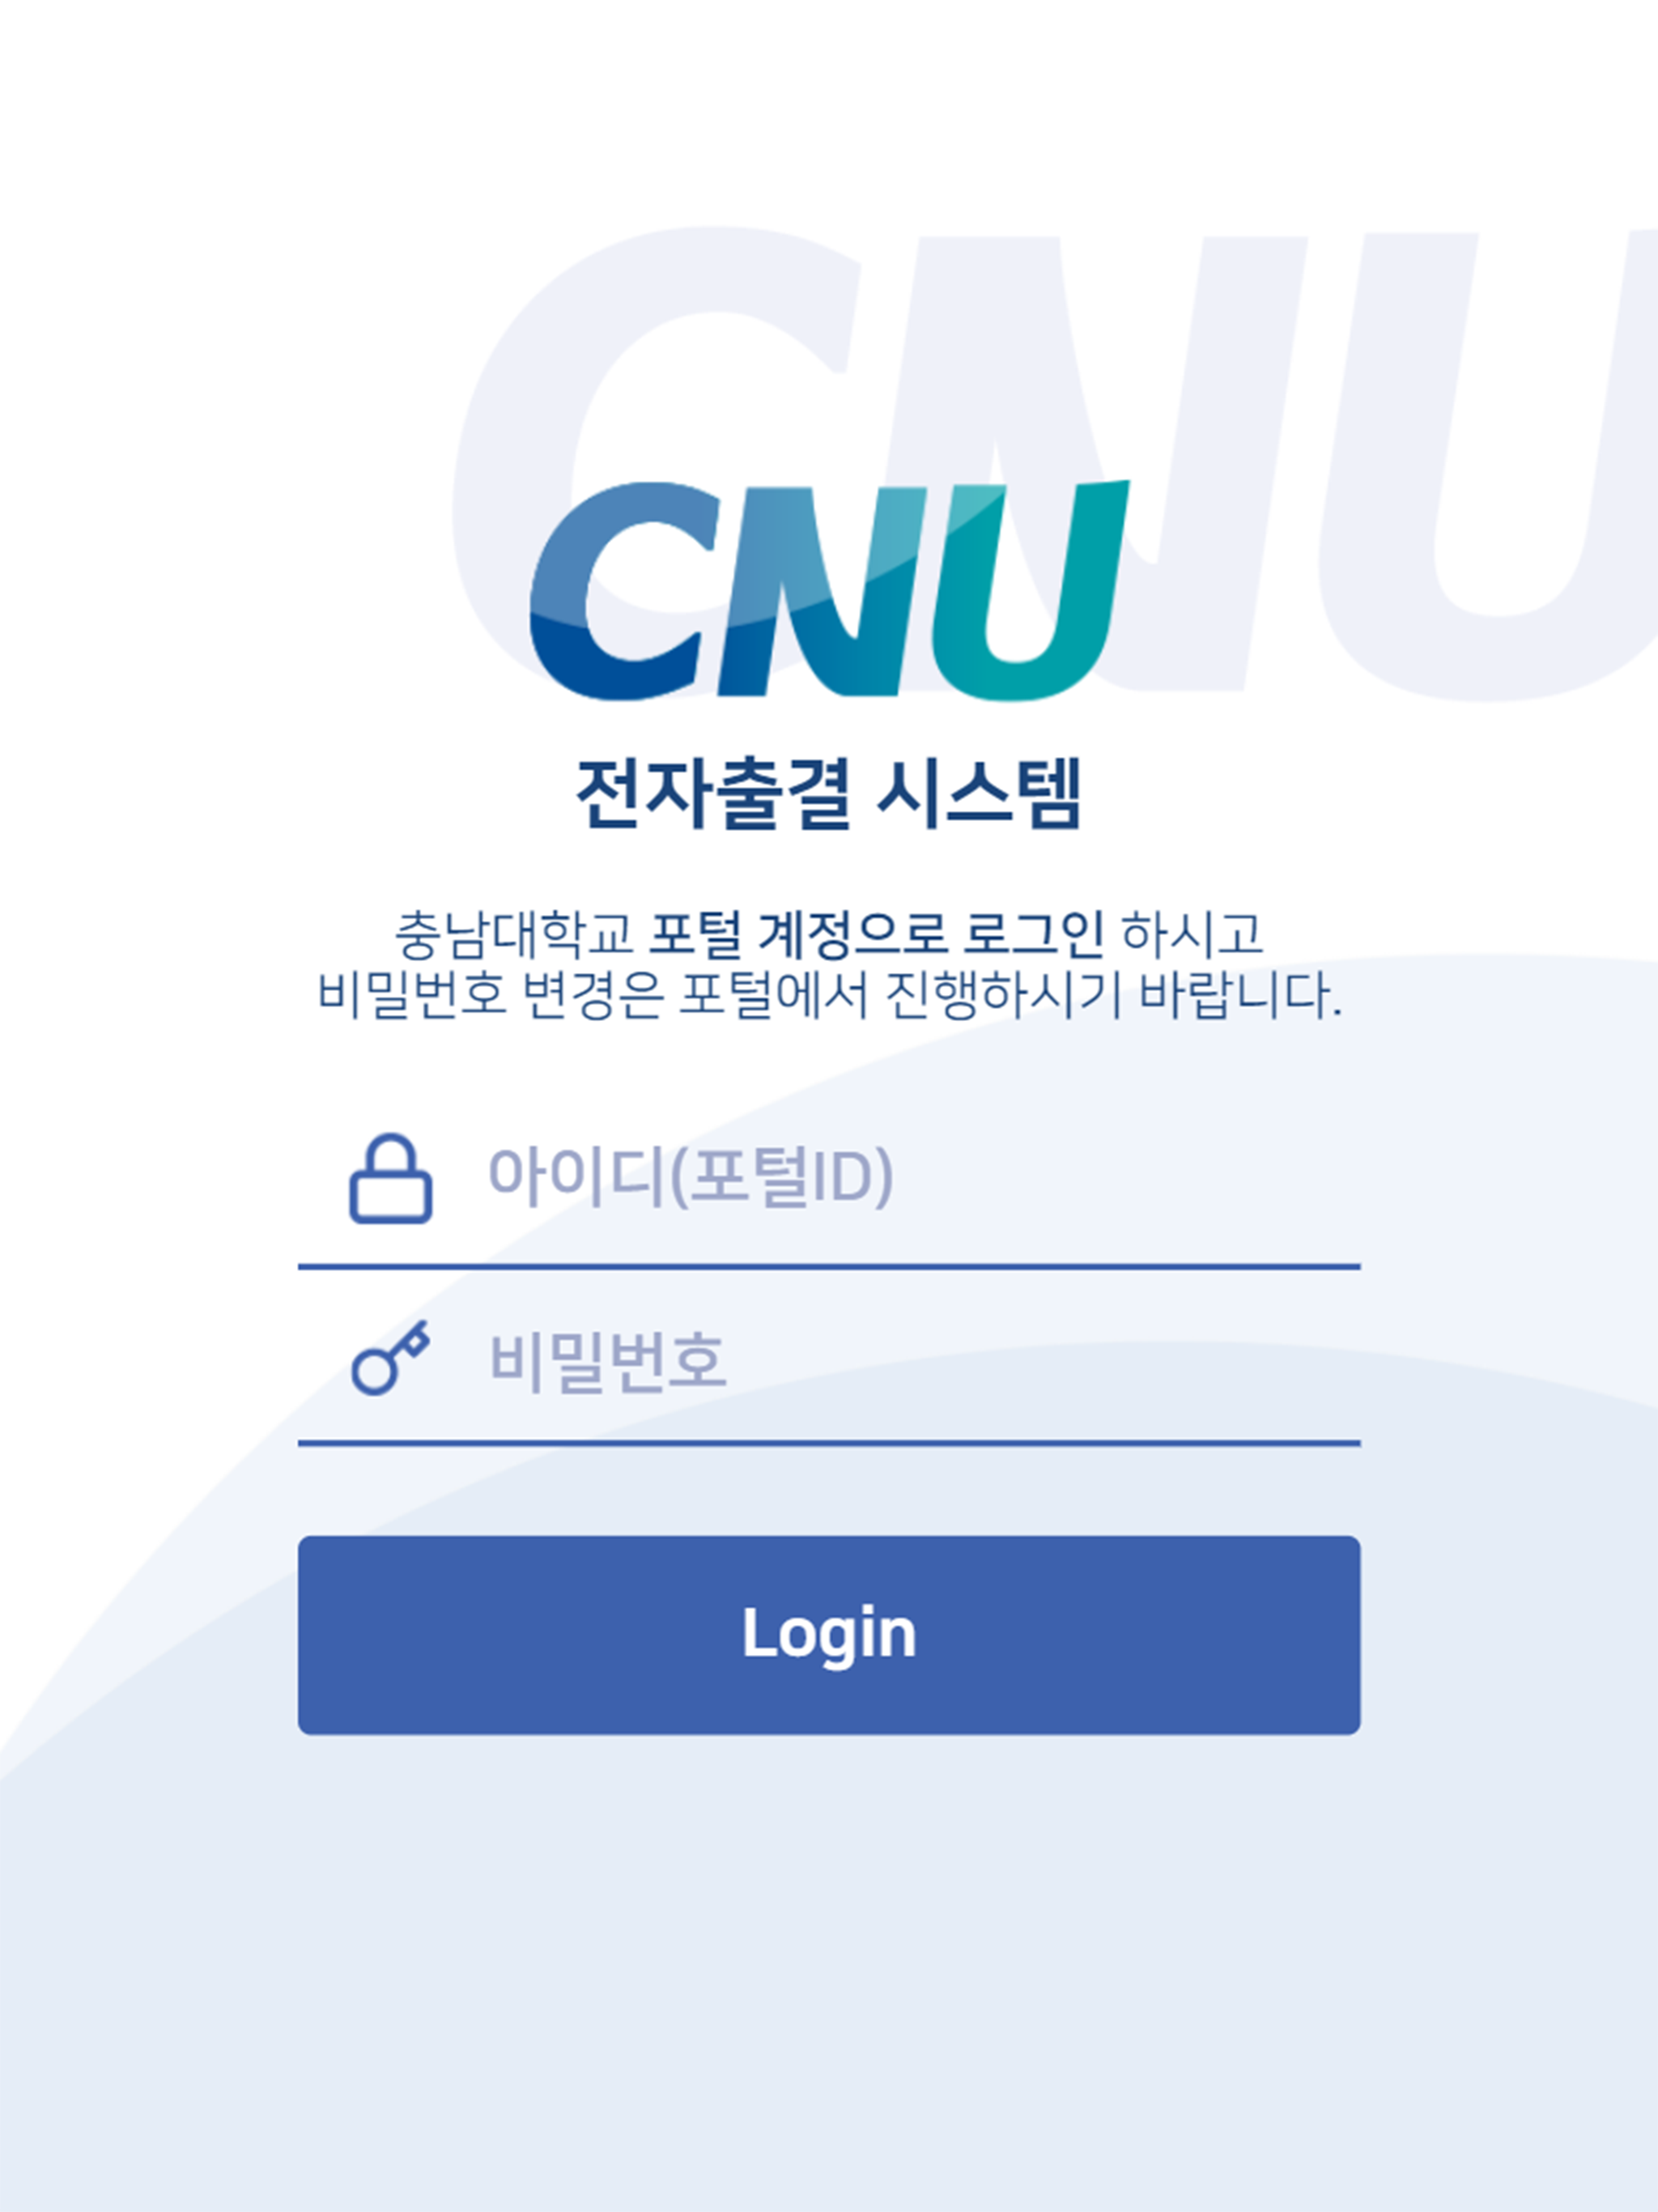 CNU
CNU
전자출결 시스템
충남대학교 포털 계정으로 로그인 하시고
비밀번호 변경은 포털에서 진행하시기 바랍니다.
아이디(포털ID)
비밀번호
Login